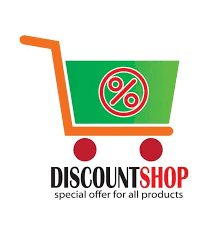 %
DISCOUNTSHOP
special offer for all products